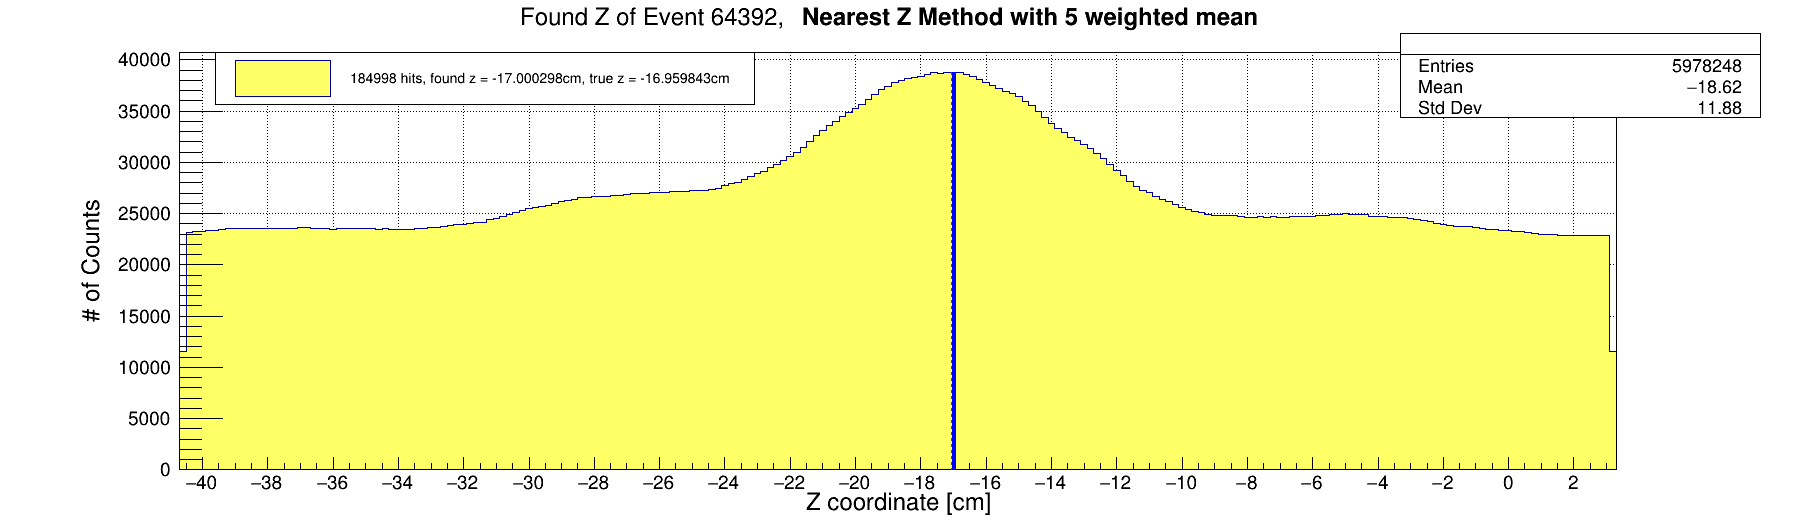 Found Z of Event 64392, Nearest Z Method with 5 weighted mean
184998 hits, found z = -17.000298cm, true z = -16.959843cm
Entries 5978248
Mean −18.62
Std Dev 11.88
# of Counts
40000
35000
30000
25000
20000
15000
10000
5000
0
−40 −38 −36 −34 −32 −30 −28 −26 −24 −22 −20 −18 −16 −14 −12 −10 −8 −6 −4 −2 0 2
Z coordinate [cm]